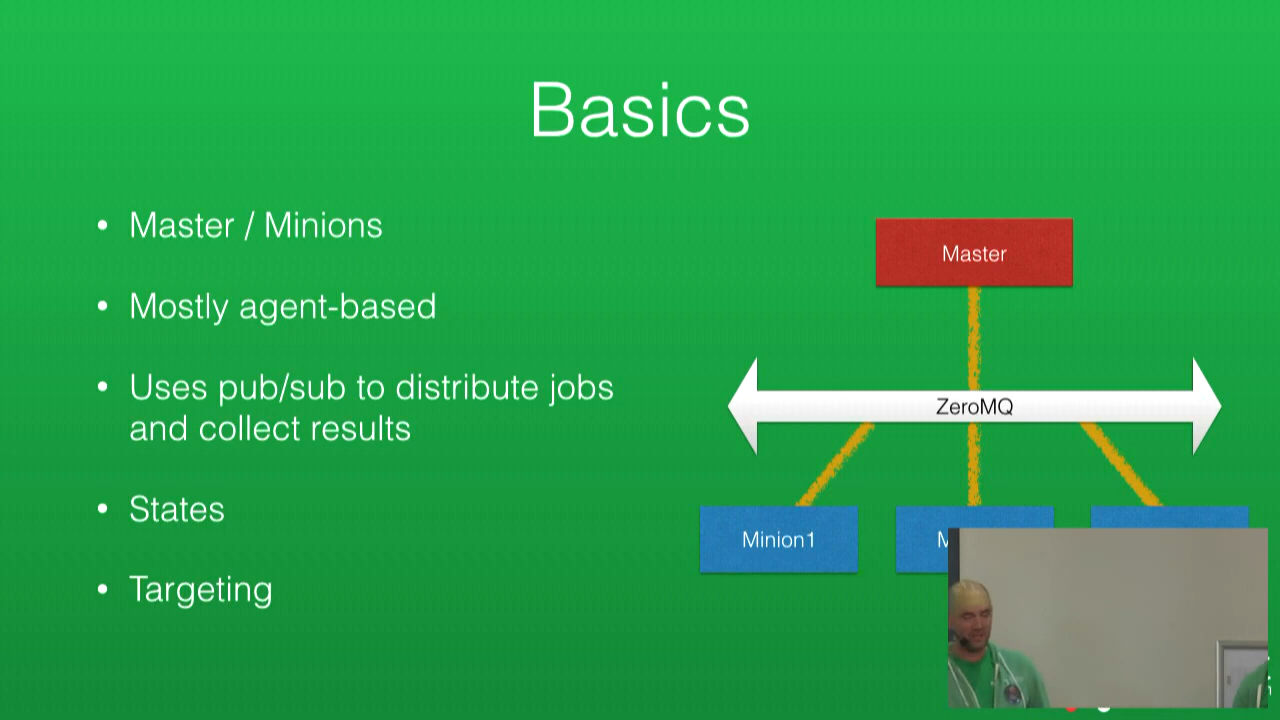 Basics
• Master / Minions
• Mostly agent-based
• Uses pub/sub to distribute jobs
and collect results
• States
• Targeting
Master
ZeroMQ
Minion1